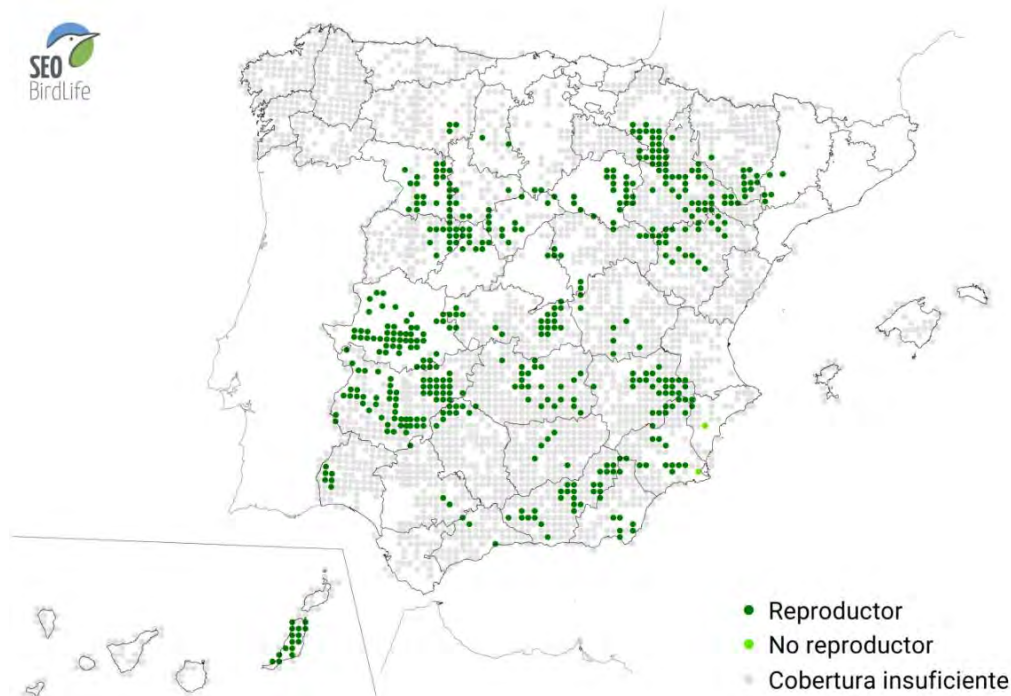 SEO
BirdLife
Reproductor
No reproductor
Cobertura insuficiente